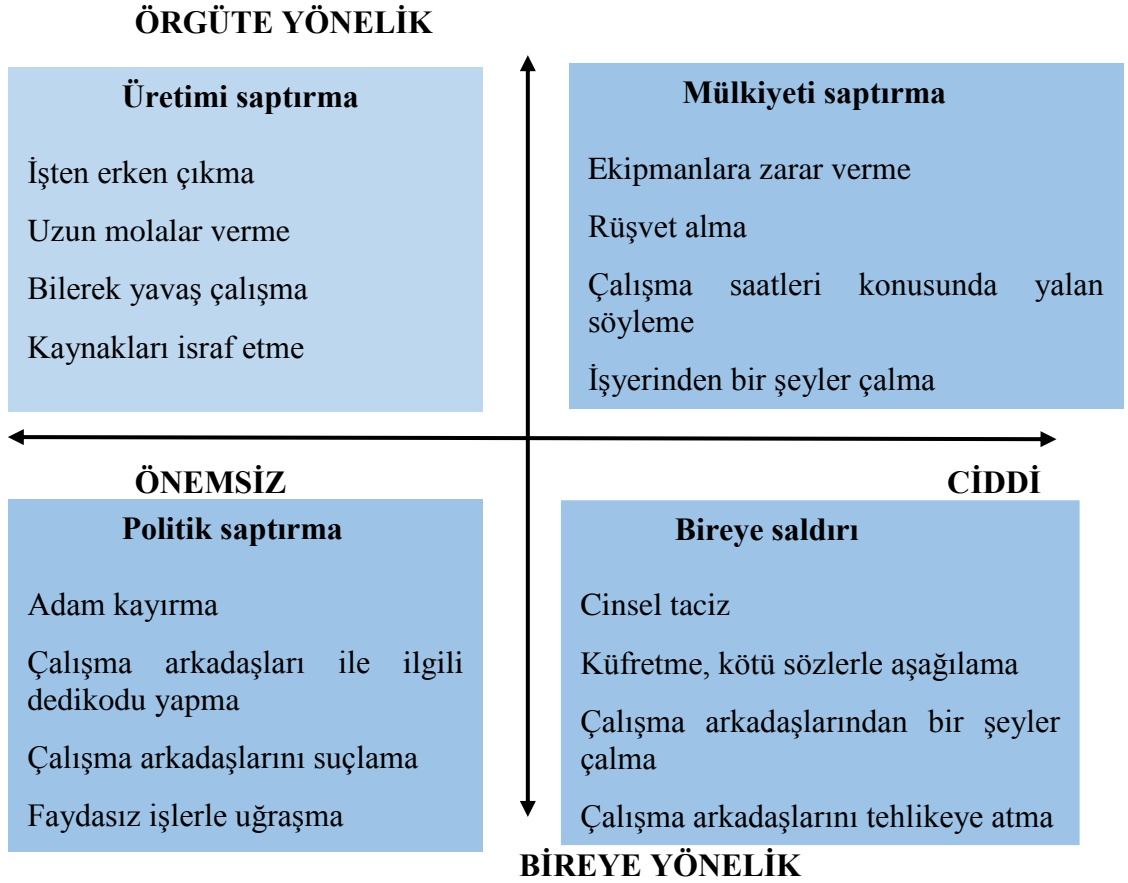 ÖRGÜTE YÖNELİK
Üretimi saptırma
İşten erken çıkma
Uzun molalar verme
Bilerek yavaş çalışma
Kaynakları israf etme
Mülkiyeti saptırma
Ekipmanlara zarar verme
Rüşvet alma
Çalışma saatleri konusunda yalan
söyleme
İşyerinden bir şeyler çalma
ÖNEMSİZ
CİDDİ
Politik saptırma
Adam kayırma
Çalışma arkadaşları ile ilgili
dedikodu yapma
Çalışma arkadaşlarını suçlama
Faydasız işlerle uğraşma
Bireye saldırı
Cinsel taciz
Küfretme, kötü sözlerle aşağılama
Çalışma arkadaşlarından bir şeyler
çalma
Çalışma arkadaşlarını tehlikeye atma
BİREYE YÖNELİK